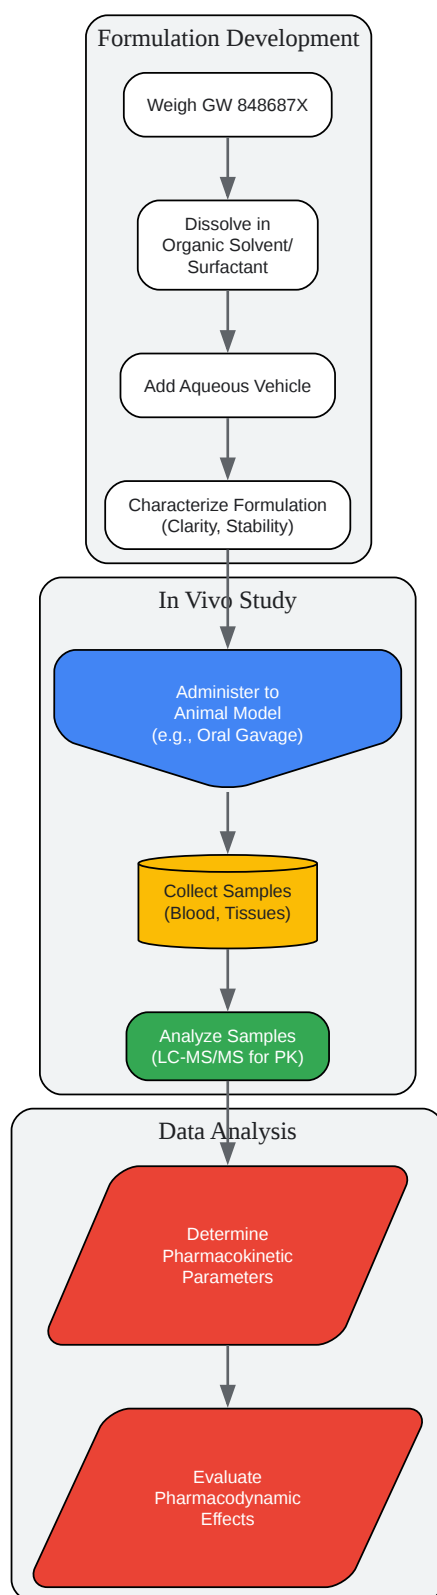 Formulation Development
Weigh GW 848687X
Dissolve in
Organic Solvent/
Surfactant
Add Aqueous Vehicle
Characterize Formulation
(Clarity, Stability)
In Vivo Study
Administer to
Animal Model
(e.g., Oral Gavage)
Collect Samples
(Blood, Tissues)
Analyze Samples
(LC-MS/MS for PK)
Data Analysis
Determine
Pharmacokinetic
Parameters
Evaluate
Pharmacodynamic
Effects